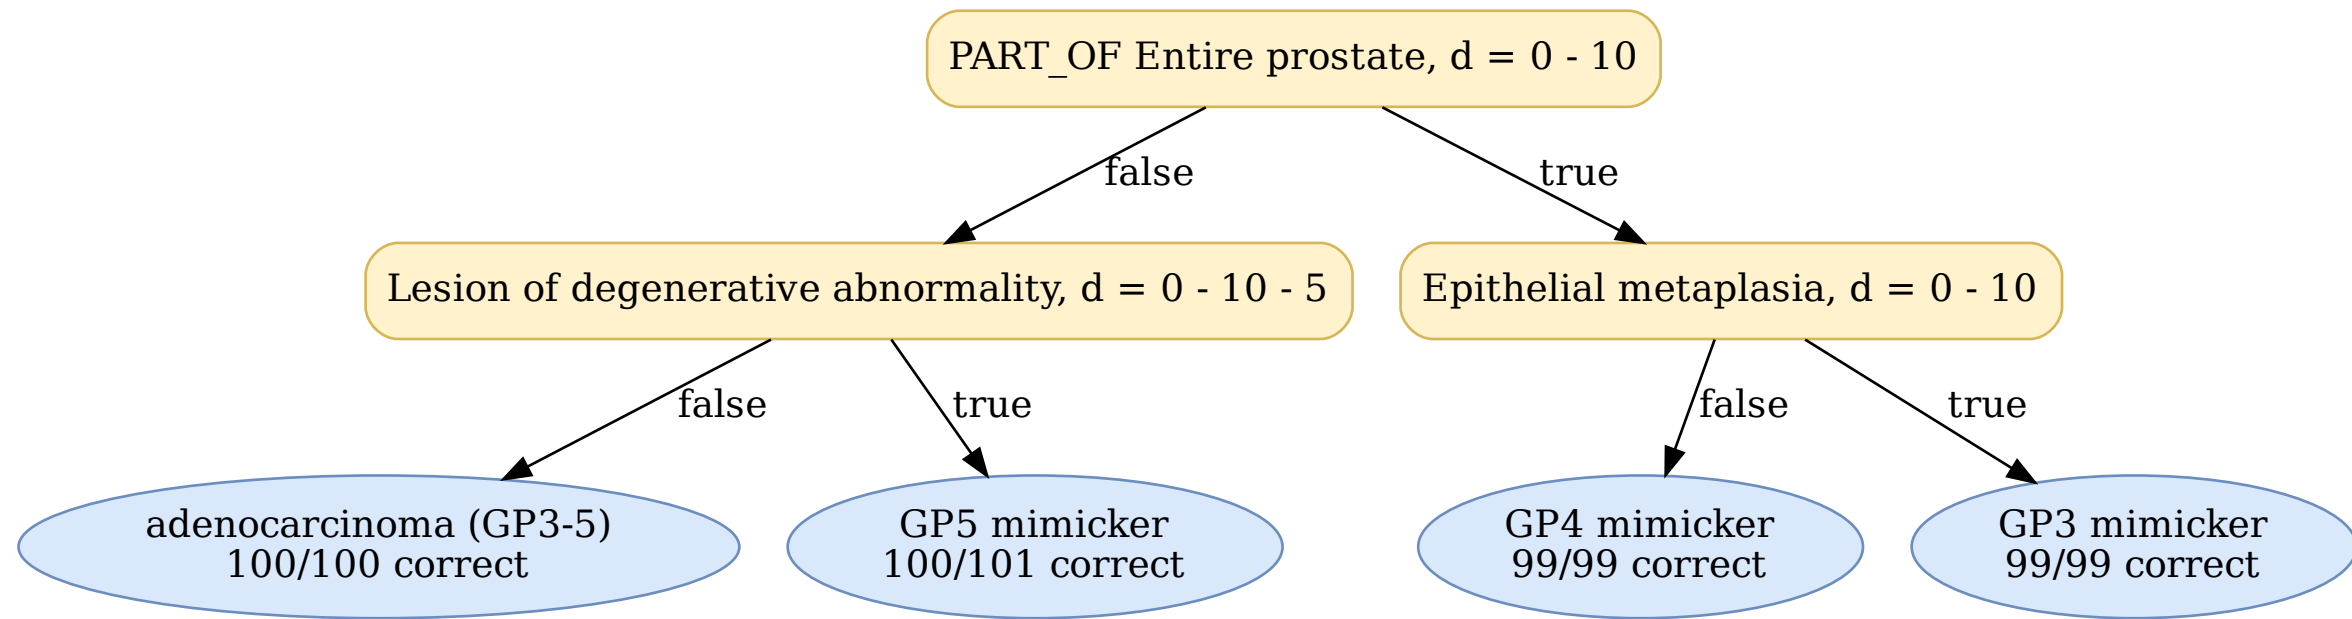 PART_OF Entire prostate, d = 0 - 10
false
true
Lesion of degenerative abnormality, d = 0 - 10 - 5
Epithelial metaplasia, d = 0 - 10
false
true
false
true
adenocarcinoma (GP3-5)
100/100 correct
GP5 mimicker
100/101 correct
GP4 mimicker
99/99 correct
GP3 mimicker
99/99 correct